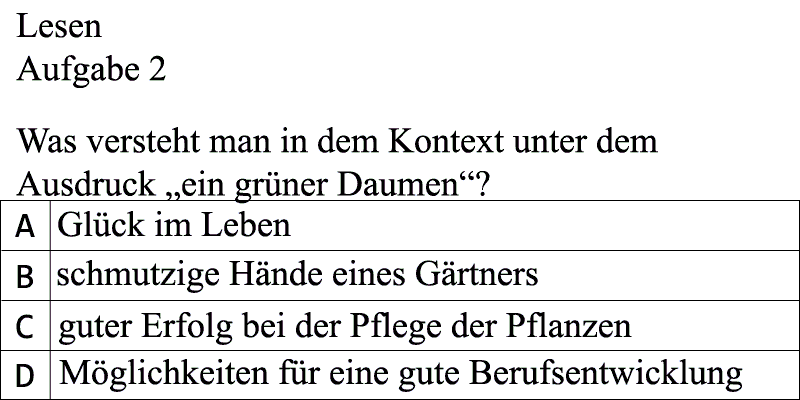 Lesen
Aufgabe 2
Was versteht man in dem Kontext unter dem
Ausdruck „ein grüner Daumen“?
A Glück im Leben
B schmutzige Hände eines Gärtners
C guter Erfolg bei der Pflege der Pflanzen
D Möglichkeiten für eine gute Berufsentwicklung